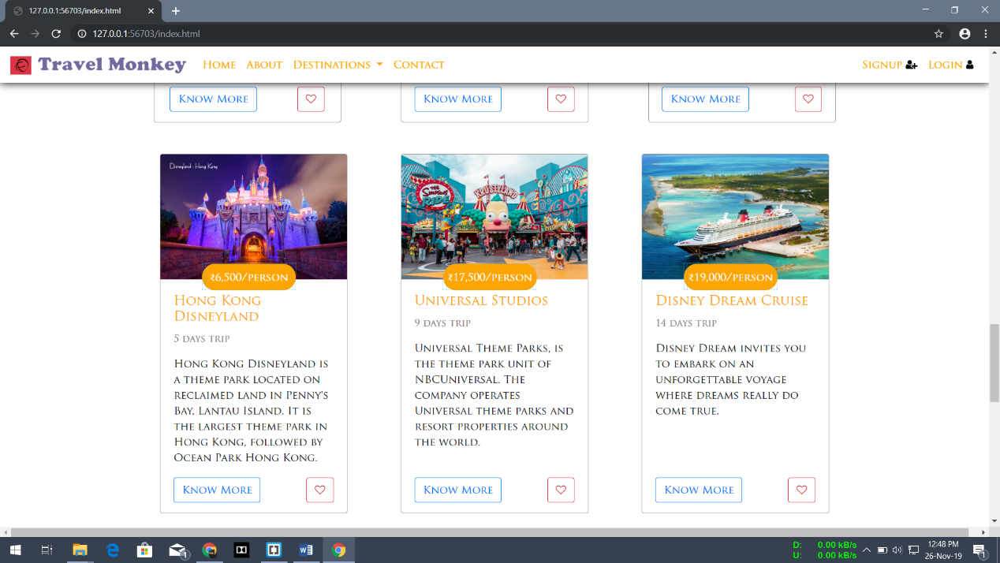 127.0.0.1:56703/index.html
127.0.0.1:56703/index.html
Travel Monkey Home About Destinations Contact Signup Login
Know More Know More Know More
Disneyland - Hong Kong
The Simpsons Ride
Krustyland
₹6,500/person
₹17,500/person
₹19,000/person
Hong Kong
Disneyland
5 days trip
Hong Kong Disneyland is
a theme park located on
reclaimed land in Penny's
Bay, Lantau Island. It is
the largest theme park in
Hong Kong, followed by
Ocean Park Hong Kong.
Know More
Universal Studios
9 days trip
Universal Theme Parks, is
the theme park unit of
NBCUniversal. The
company operates
Universal theme parks and
resort properties around
the world.
Know More
Disney Dream Cruise
14 days trip
Disney Dream invites you
to embark on an
unforgettable voyage
where dreams really do
come true.
Know More
D: 0.00 kB/s
U: 0.00 kB/s
12:48 PM
26-Nov-19
1
1